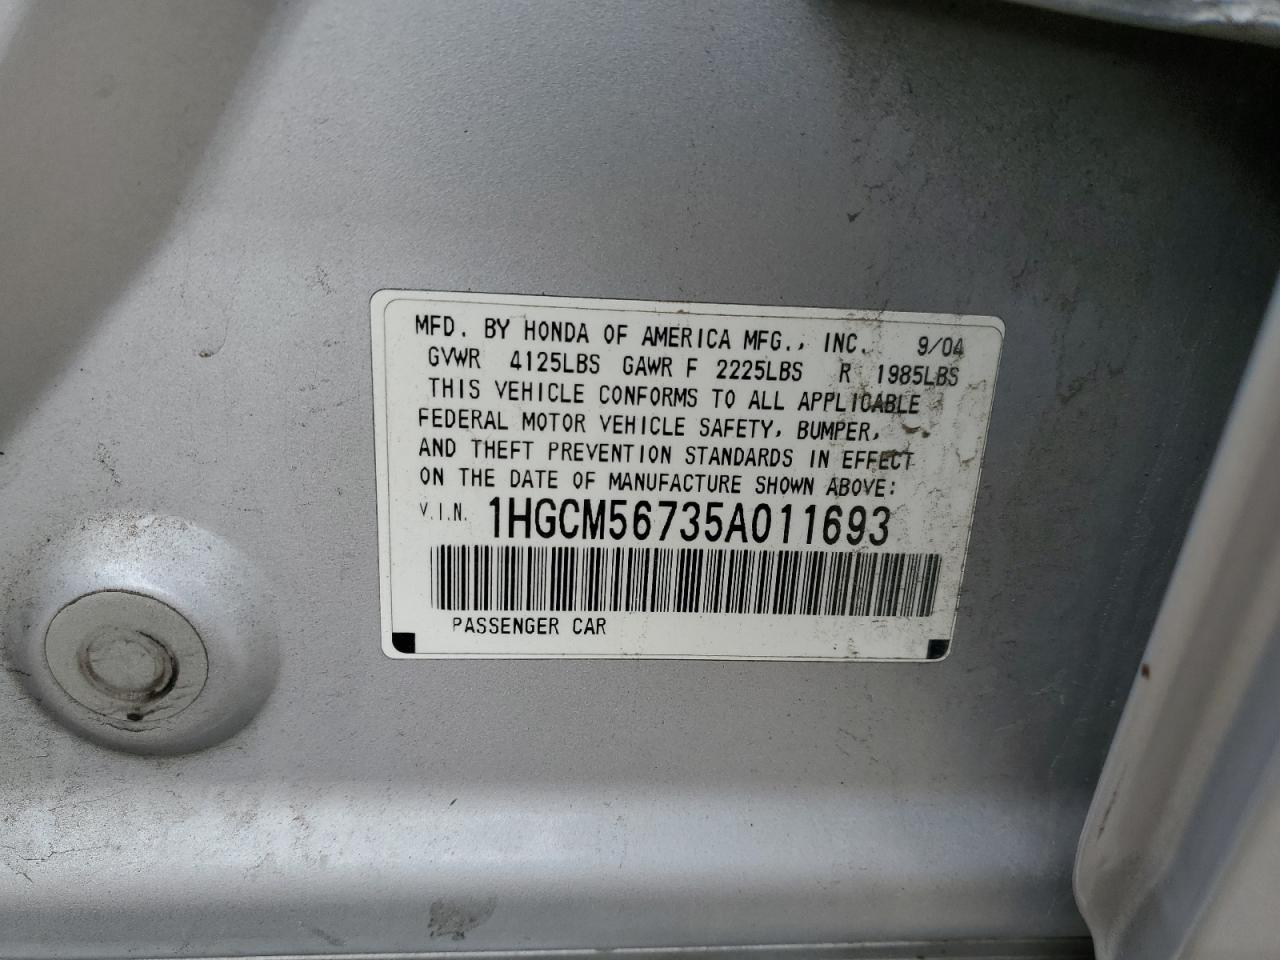 MFD. BY HONDA OF AMERICA MFG., INC. 9/04
GVWR 4125LBS GAWR F 2225LBS R 1985LBS
THIS VEHICLE CONFORMS TO ALL APPLICABLE
FEDERAL MOTOR VEHICLE SAFETY, BUMPER,
AND THEFT PREVENTION STANDARDS IN EFFECT
ON THE DATE OF MANUFACTURE SHOWN ABOVE:
V.I.N. 1HGCM56735A011693
PASSENGER CAR